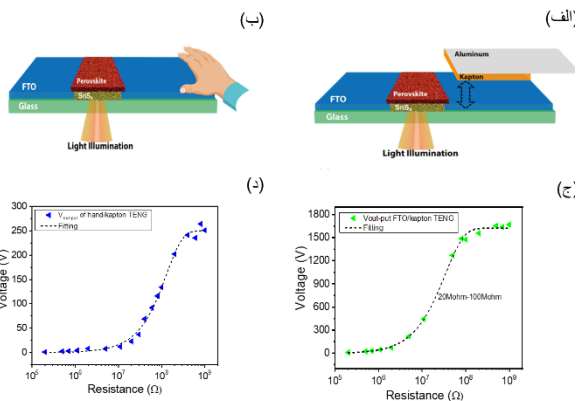 (الف)
Aluminum
Kapton
Perovskite
FTO
SnS₂
Glass
Light Illumination
(ب)
Perovskite
FTO
SnS₂
Glass
Light Illumination
(ج)
Vout-put FTO/kapton TENG
Fitting
20Mohm-100Mohm
Voltage (V)
1800
1500
1200
900
600
300
0
10⁵ 10⁶ 10⁷ 10⁸ 10⁹
Resistance (Ω)
(د)
V_output of hand-kapton TENG
Fitting
Voltage (V)
300
250
200
150
100
50
0
10⁵ 10⁶ 10⁷ 10⁸ 10⁹
Resistance (Ω)